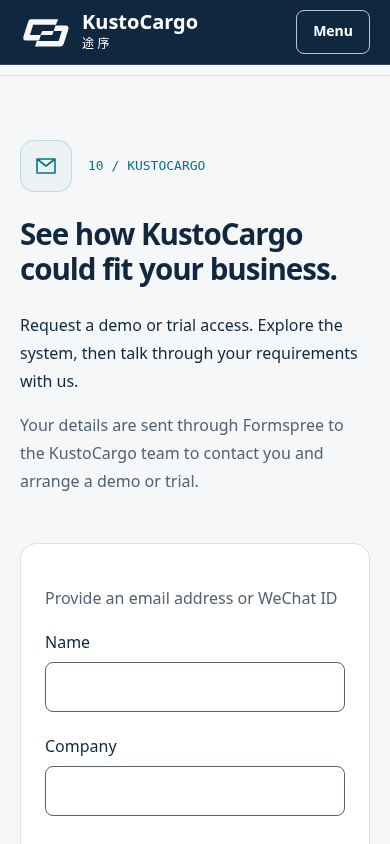 KustoCargo
途序
Menu
10 / KUSTOCARGO
See how KustoCargo
could fit your business.
Request a demo or trial access. Explore the
system, then talk through your requirements
with us.
Your details are sent through Formspree to
the KustoCargo team to contact you and
arrange a demo or trial.
Provide an email address or WeChat ID
Name
Company